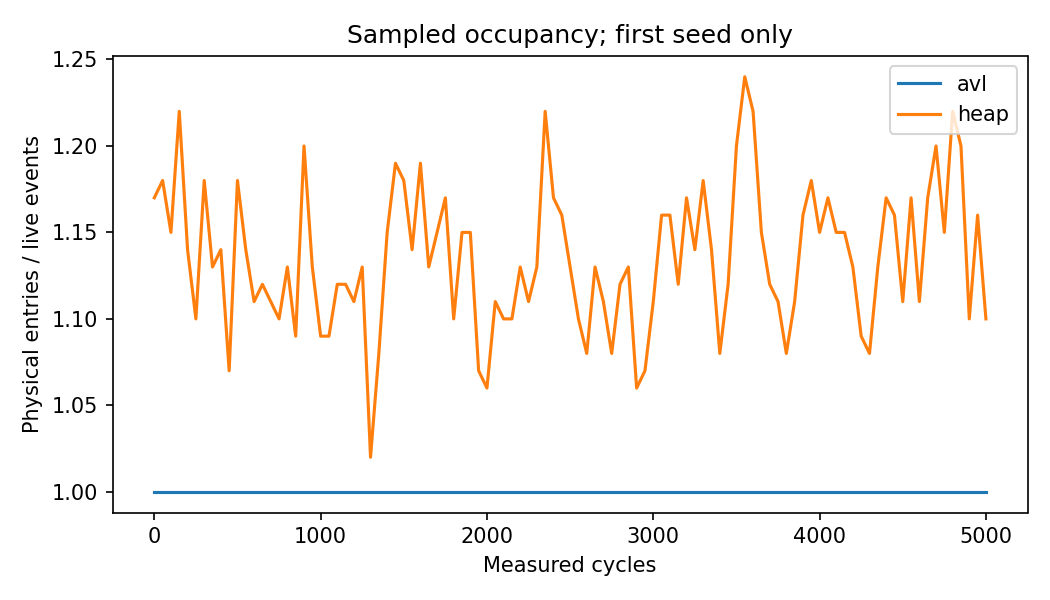 Sampled occupancy; first seed only
1.25
1.20
1.15
1.10
1.05
1.00
Physical entries / live events
avl
heap
0 1000 2000 3000 4000 5000
Measured cycles